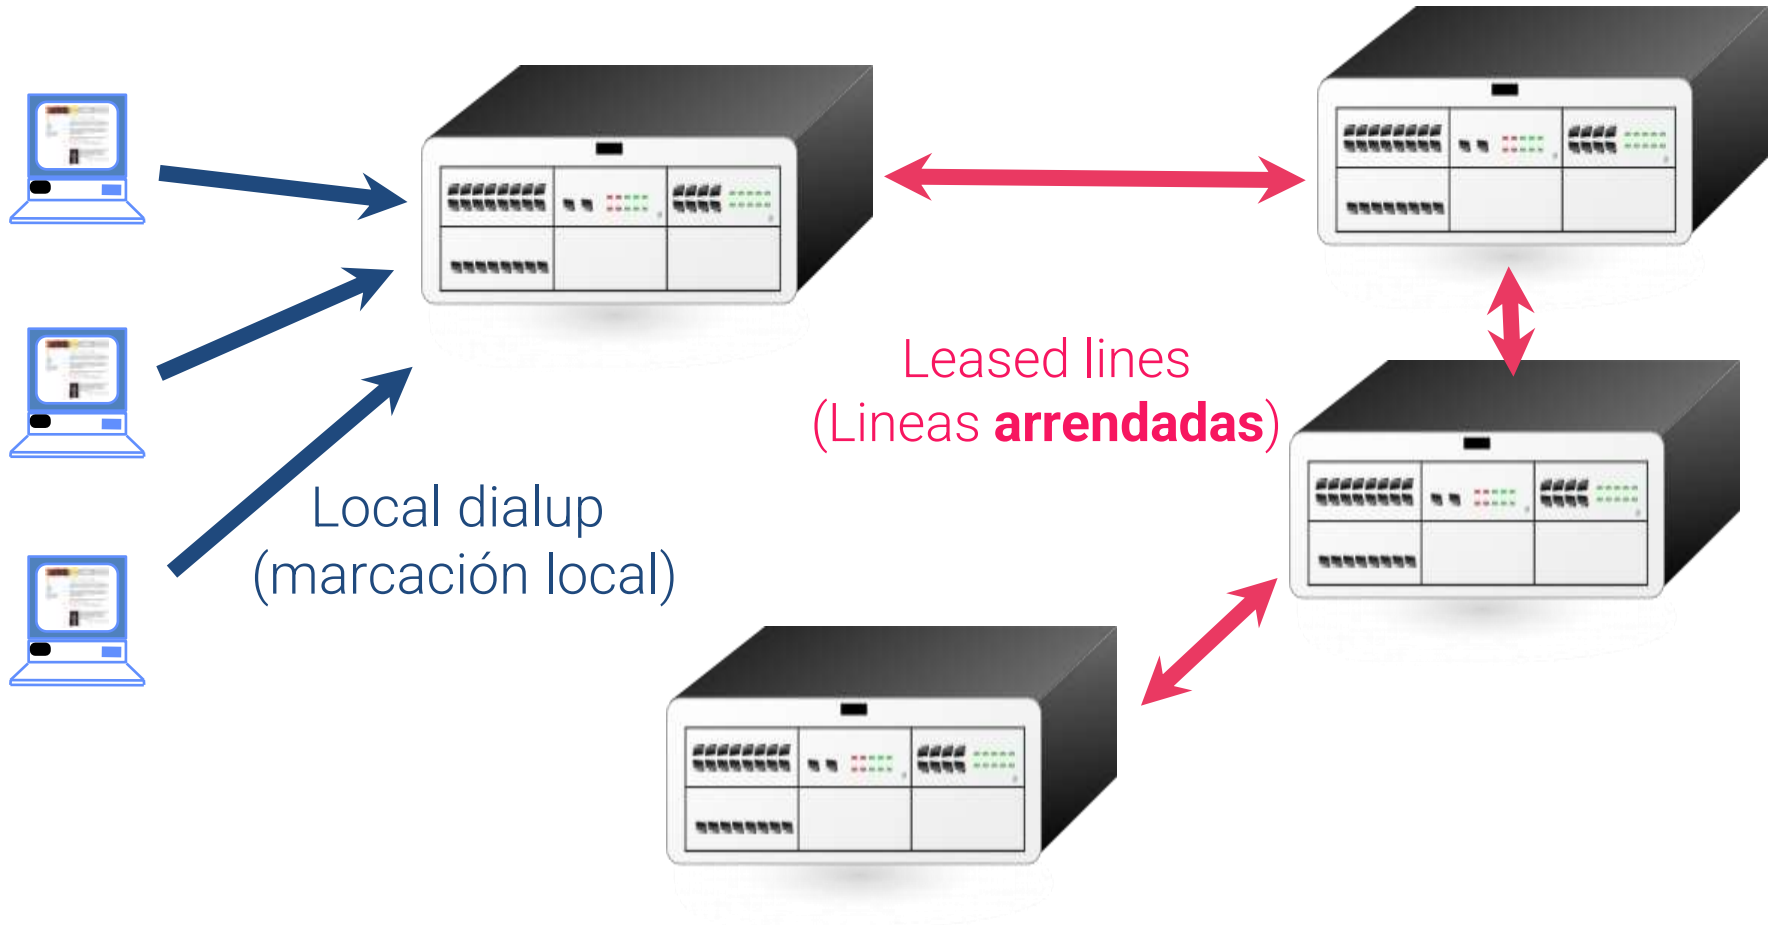 Leased lines
(Lineas arrendadas)
Local dialup
(marcación local)